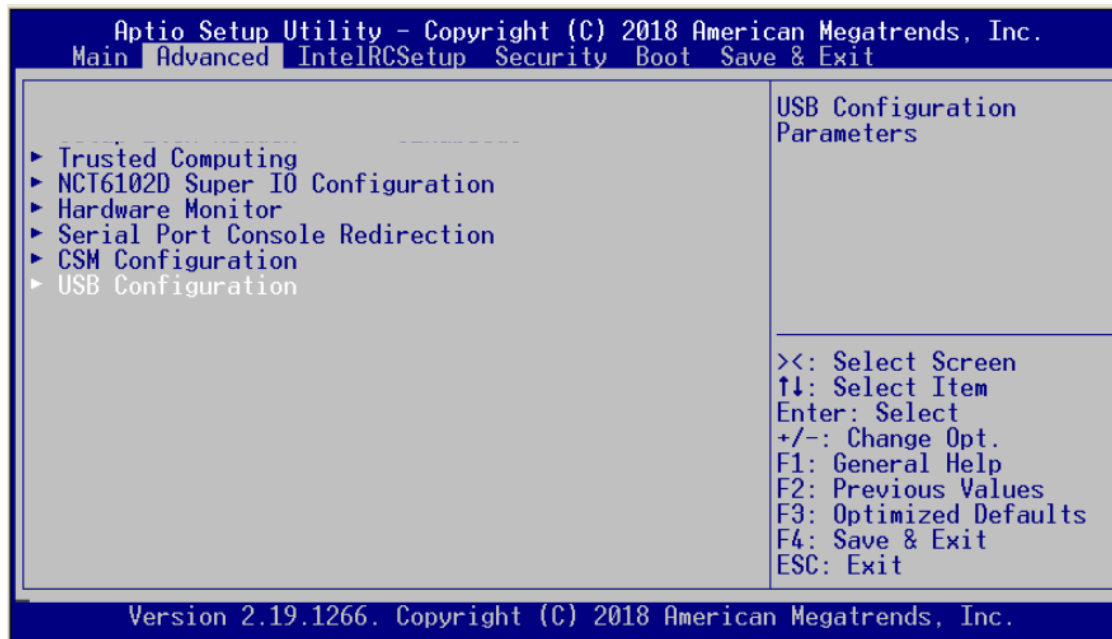 Aptio Setup Utility – Copyright (C) 2018 American Megatrends, Inc.
Main Advanced IntelRCSetup Security Boot Save & Exit
► Trusted Computing
► NCT6102D Super IO Configuration
► Hardware Monitor
► Serial Port Console Redirection
► CSM Configuration
► USB Configuration
USB Configuration
Parameters
><: Select Screen
↑↓: Select Item
Enter: Select
+/-: Change Opt.
F1: General Help
F2: Previous Values
F3: Optimized Defaults
F4: Save & Exit
ESC: Exit
Version 2.19.1266. Copyright (C) 2018 American Megatrends, Inc.